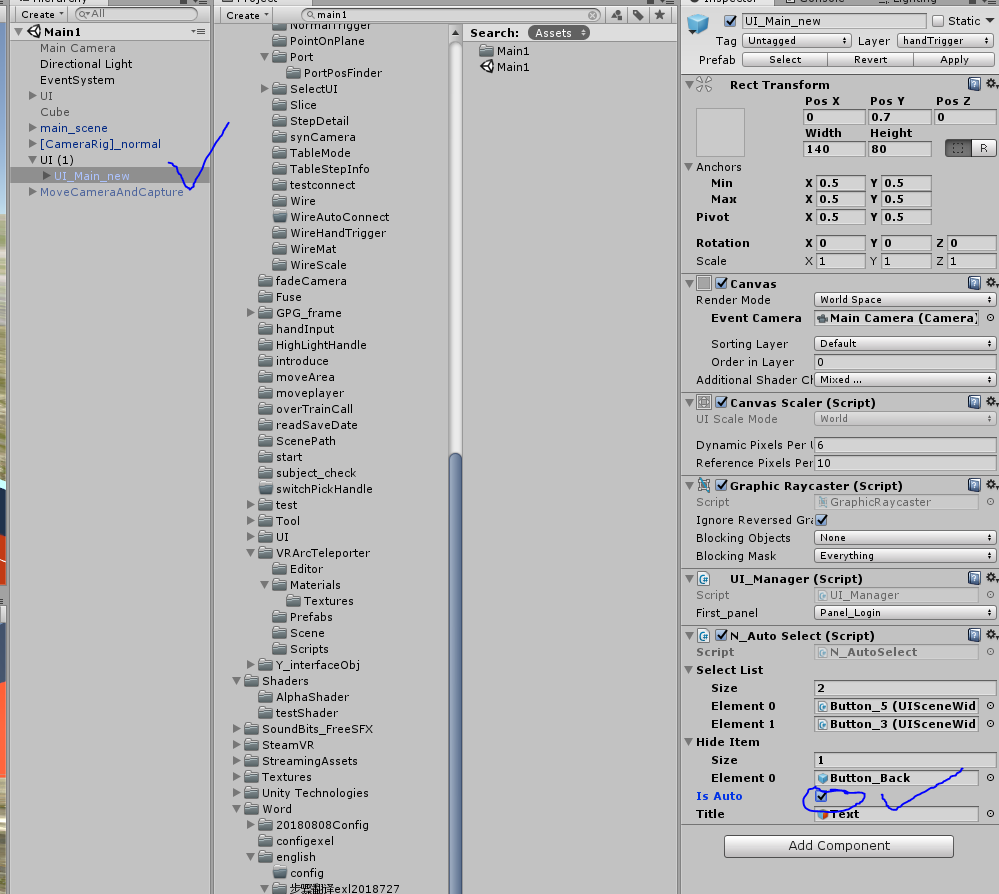 Create
All
Main1
Main Camera
Directional Light
EventSystem
UI
Cube
main_scene
[CameraRig]_normal
UI (1)
UI_Main_new
MoveCameraAndCapture
Create
main1
PointOnPlane
Port
PortPosFinder
SelectUI
Slice
StepDetail
synCamera
TableMode
TableStepInfo
testconnect
Wire
WireAutoConnect
WireHandTrigger
WireMat
WireScale
fadeCamera
Fuse
GPG_frame
handInput
HighLightHandle
introduce
moveArea
moveplayer
overTrainCall
readSaveDate
ScenePath
start
subject_check
switchPickHandle
test
Tool
UI
VRArcTeleporter
Editor
Materials
Textures
Prefabs
Scene
Scripts
Y_interfaceObj
Shaders
AlphaShader
testShader
SoundBits_FreeSFX
SteamVR
StreamingAssets
Textures
Unity Technologies
Word
20180808Config
configexel
english
config
步骤翻译exl2018727
Search: Assets
Main1
Main1
UI_Main_new Static
Tag Untagged Layer handTrigger
Prefab Select Revert Apply
Rect Transform
Pos X Pos Y Pos Z
0 0.7 0
Width Height
140 80 R
Anchors
Min X 0.5 Y 0.5
Max X 0.5 Y 0.5
Pivot X 0.5 Y 0.5
Rotation X 0 Y 0 Z 0
Scale X 1 Y 1 Z 1
Canvas
Render Mode World Space
Event Camera Main Camera (Camera)
Sorting Layer Default
Order in Layer 0
Additional Shader Ch Mixed ...
Canvas Scaler (Script)
UI Scale Mode World
Dynamic Pixels Per U 6
Reference Pixels Per 10
Graphic Raycaster (Script)
Script GraphicRaycaster
Ignore Reversed Gra
Blocking Objects None
Blocking Mask Everything
UI_Manager (Script)
Script UI_Manager
First_panel Panel_Login
N_Auto Select (Script)
Script N_AutoSelect
Select List
Size 2
Element 0 Button_5 (UISceneWid
Element 1 Button_3 (UISceneWid
Hide Item
Size 1
Element 0 Button_Back
Is Auto
Title Text
Add Component